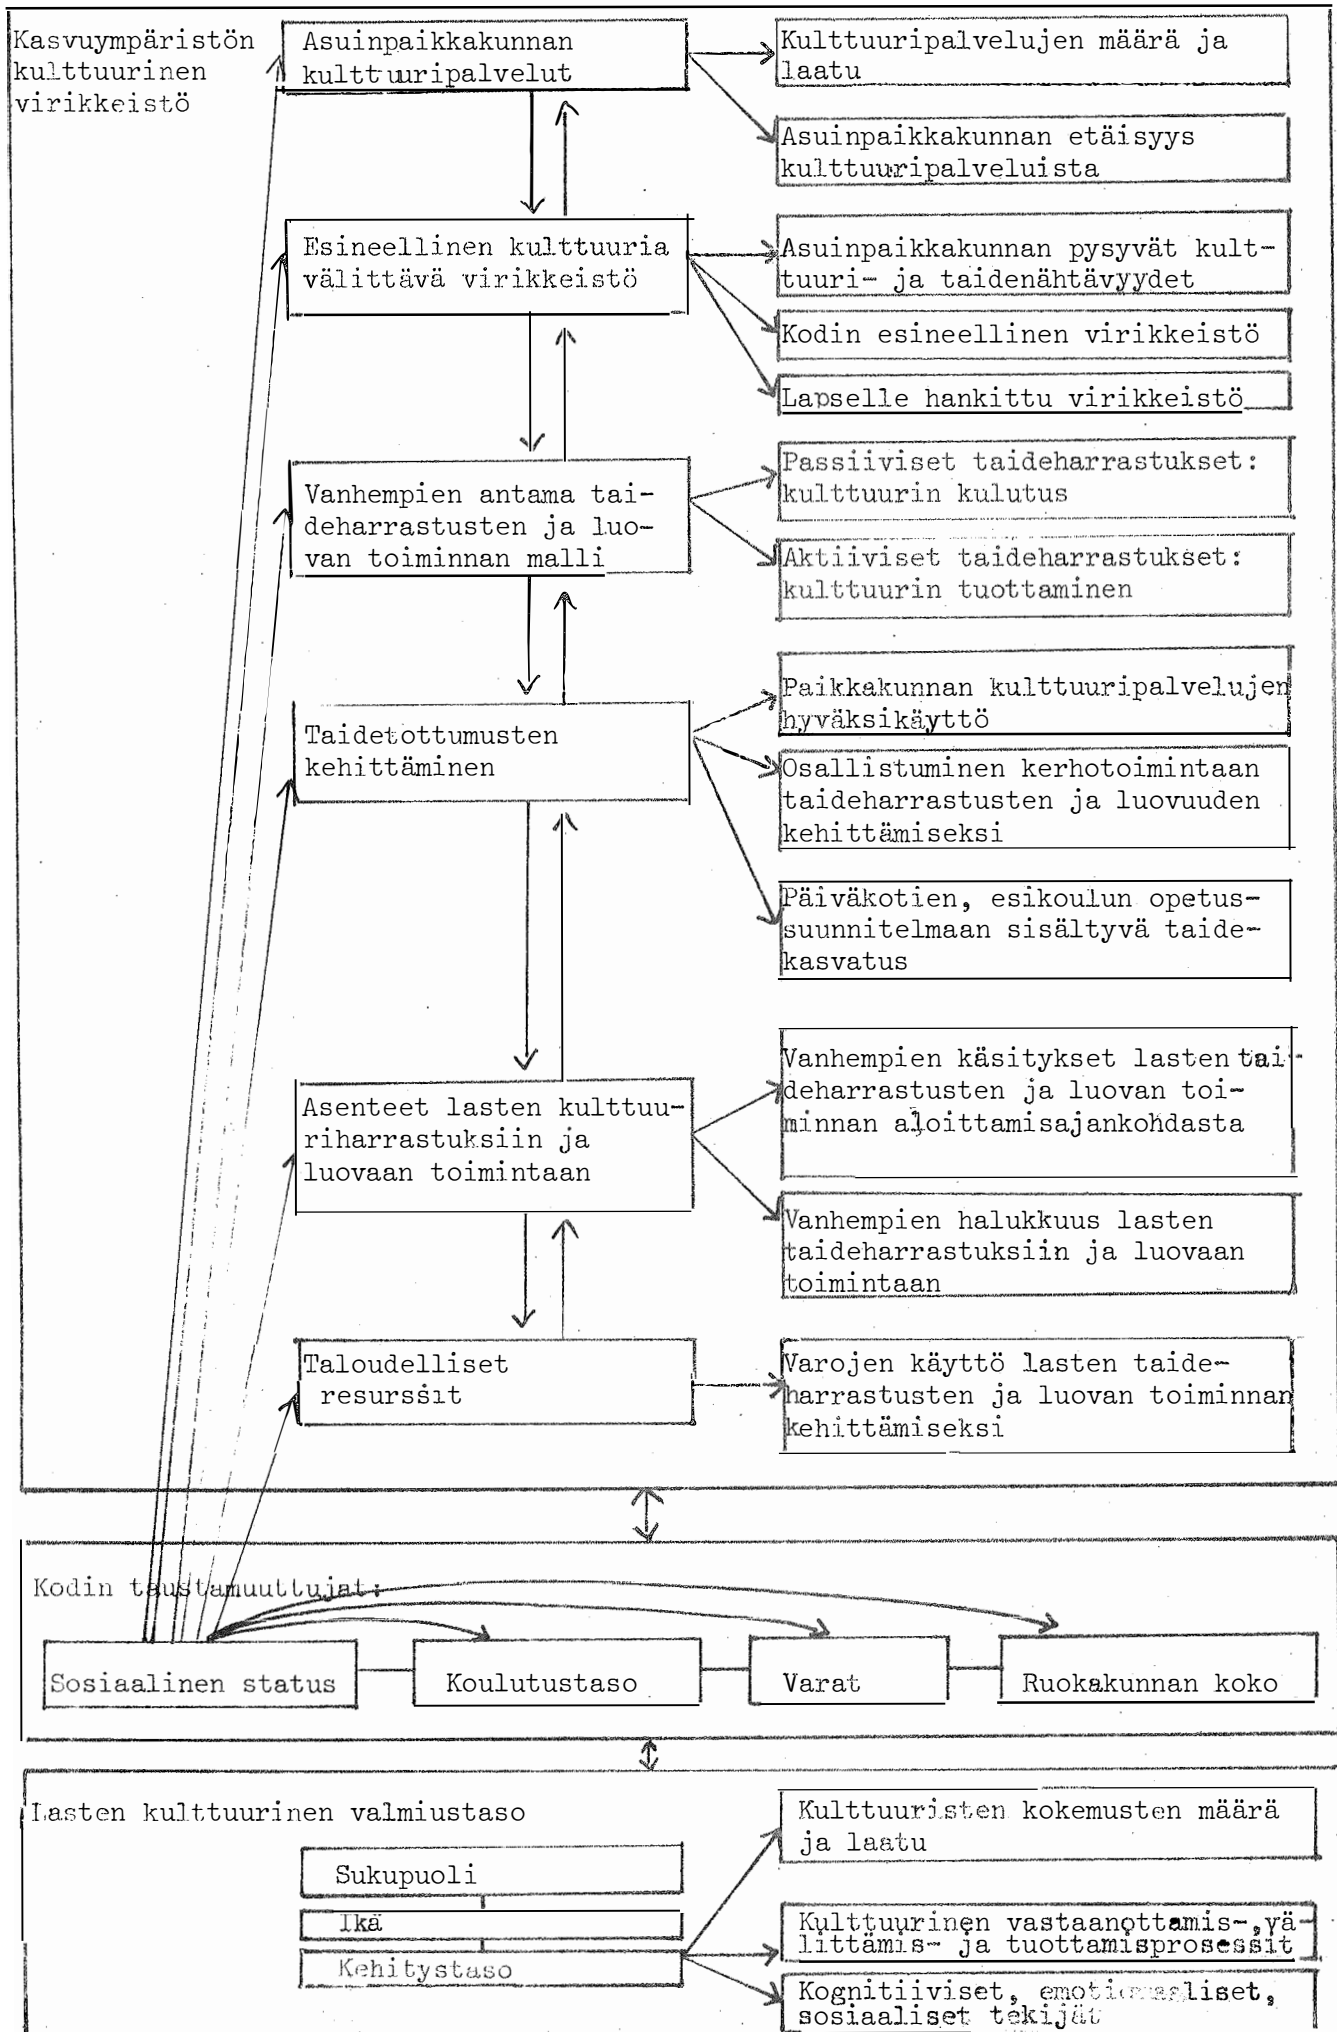 Kasvuympäristön
kulttuurinen
virikkeistö
Asuinpaikkakunnan
kulttuuripalvelut
Kulttuuripalvelujen määrä ja
laatu
Asuinpaikkakunnan etäisyys
kulttuuripalveluista
Esineellinen kulttuuria
välittävä virikkeistö
Asuinpaikkakunnan pysyvät kult-
tuuri- ja taidenähtävyydet
Kodin esineellinen virikkeistö
Lapselle hankittu virikkeistö
Vanhempien antama tai-
deharrastusten ja luo-
van toiminnan malli
Passiiviset taideharrastukset:
kulttuurin kulutus
Aktiiviset taideharrastukset:
kulttuurin tuottaminen
Taidetottumusten
kehittäminen
Paikkakunnan kulttuuripalvelujen
hyväksikäyttö
Osallistuminen kerhotoimintaan
taideharrastusten ja luovuuden
kehittämiseksi
Päiväkotien, esikoulun opetus-
suunnitelmaan sisältyvä taide-
kasvatus
Asenteet lasten kulttuu-
riharrastuksiin ja
luovaan toimintaan
Vanhempien käsitykset lasten tai-
deharrastusten ja luovan toi-
minnan aloittamisajankohdasta
Vanhempien halukkuus lasten
taideharrastuksiin ja luovaan
toimintaan
Taloudelliset
resurssit
Varojen käyttö lasten taide-
harrastusten ja luovan toiminnan
kehittämiseksi
Kodin taustamuuttujat:
Sosiaalinen status
Koulutustaso
Varat
Ruokakunnan koko
Lasten kulttuurinen valmiustaso
Sukupuoli
Ikä
Kehitystaso
Kulttuuristen kokemusten määrä
ja laatu
Kulttuurinen vastaanottamis-,vä-
littämis- ja tuottamisprosessit
Kognitiiviset, emotionaaliset,
sosiaaliset tekijät